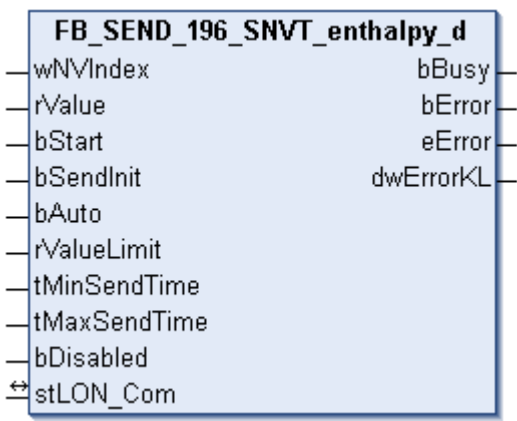 FB_SEND_196_SNVT_enthalpy_d
wNVIndex bBusy
rValue bError
bStart eError
bSendInit dwErrorKL
bAuto
rValueLimit
tMinSendTime
tMaxSendTime
bDisabled
stLON_Com